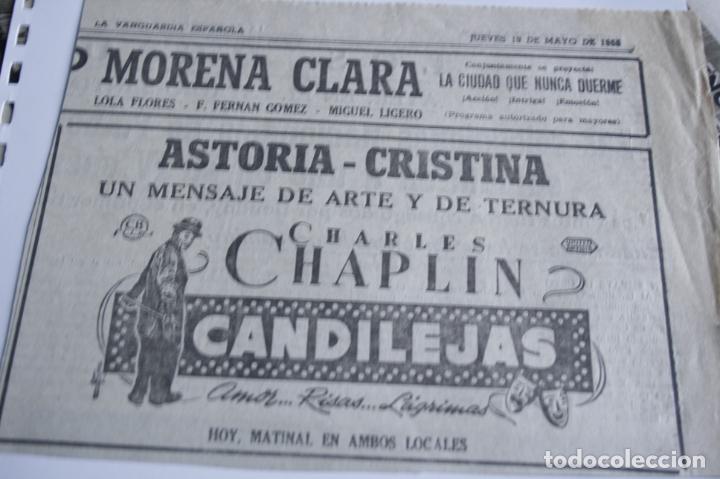 LA VANGUARDIA ESPAÑOLA
JUEVES 19 DE MAYO DE 1955
P MORENA CLARA
LOLA FLORES - F. FERNAN GOMEZ - MIGUEL LIGERO
Conjuntamente se proyecta:
LA CIUDAD QUE NUNCA DUERME
¡Acción! ¡Intriga! ¡Emoción!
(Programa autorizado para mayores)
ASTORIA - CRISTINA
UN MENSAJE DE ARTE Y DE TERNURA
C.B.
CHARLES
CHAPLIN
CANDILEJAS
Amor... Risas... Lágrimas
HOY, MATINAL EN AMBOS LOCALES
todocoleccion.net